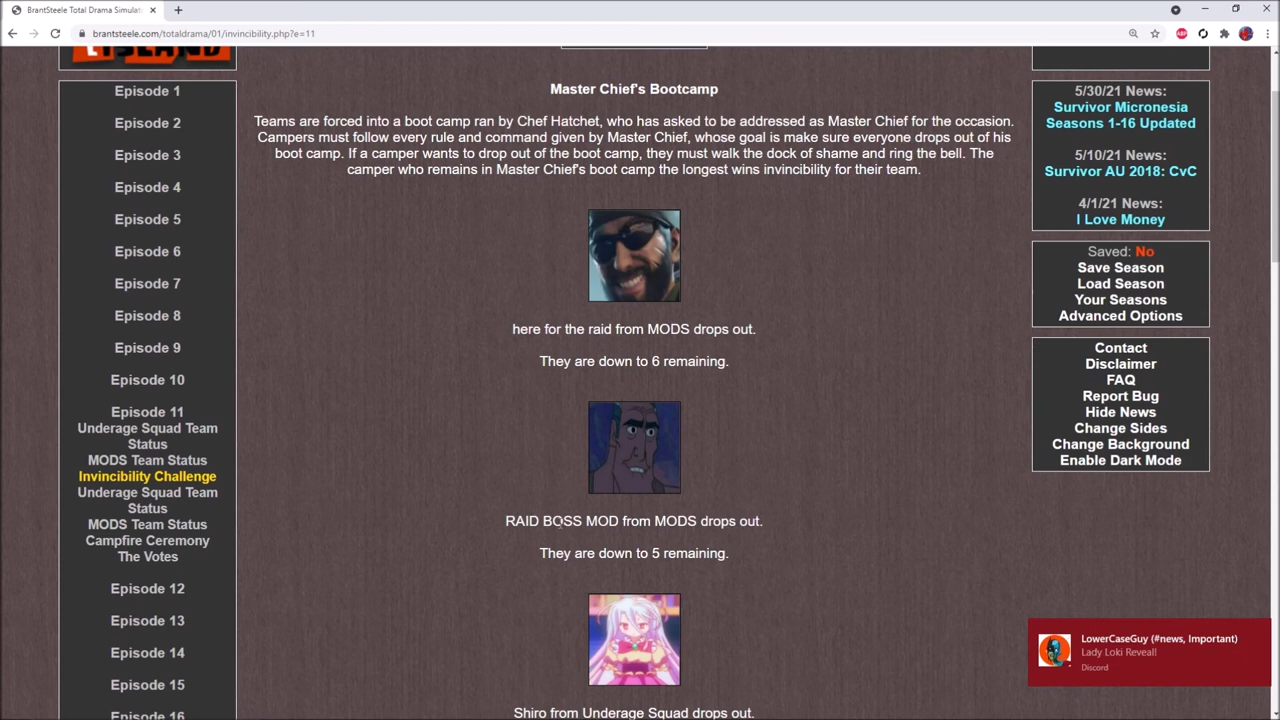 BrantSteele Total Drama Simulat
brantsteele.com/totaldrama/01/invincibility.php?e=11
ISLAND
Episode 1
Episode 2
Episode 3
Episode 4
Episode 5
Episode 6
Episode 7
Episode 8
Episode 9
Episode 10
Episode 11
Underage Squad Team
Status
MODS Team Status
Invincibility Challenge
Underage Squad Team
Status
MODS Team Status
Campfire Ceremony
The Votes
Episode 12
Episode 13
Episode 14
Episode 15
Episode 16
Master Chief's Bootcamp
Teams are forced into a boot camp ran by Chef Hatchet, who has asked to be addressed as Master Chief for the occasion.
Campers must follow every rule and command given by Master Chief, whose goal is make sure everyone drops out of his
boot camp. If a camper wants to drop out of the boot camp, they must walk the dock of shame and ring the bell. The
camper who remains in Master Chief's boot camp the longest wins invincibility for their team.
here for the raid from MODS drops out.
They are down to 6 remaining.
RAID BOSS MOD from MODS drops out.
They are down to 5 remaining.
Shiro from Underage Squad drops out.
5/30/21 News:
Survivor Micronesia
Seasons 1-16 Updated
5/10/21 News:
Survivor AU 2018: CvC
4/1/21 News:
I Love Money
Saved: No
Save Season
Load Season
Your Seasons
Advanced Options
Contact
Disclaimer
FAQ
Report Bug
Hide News
Change Sides
Change Background
Enable Dark Mode
LowerCaseGuy (#news, Important)
Lady Loki Reveal!
Discord
ABP